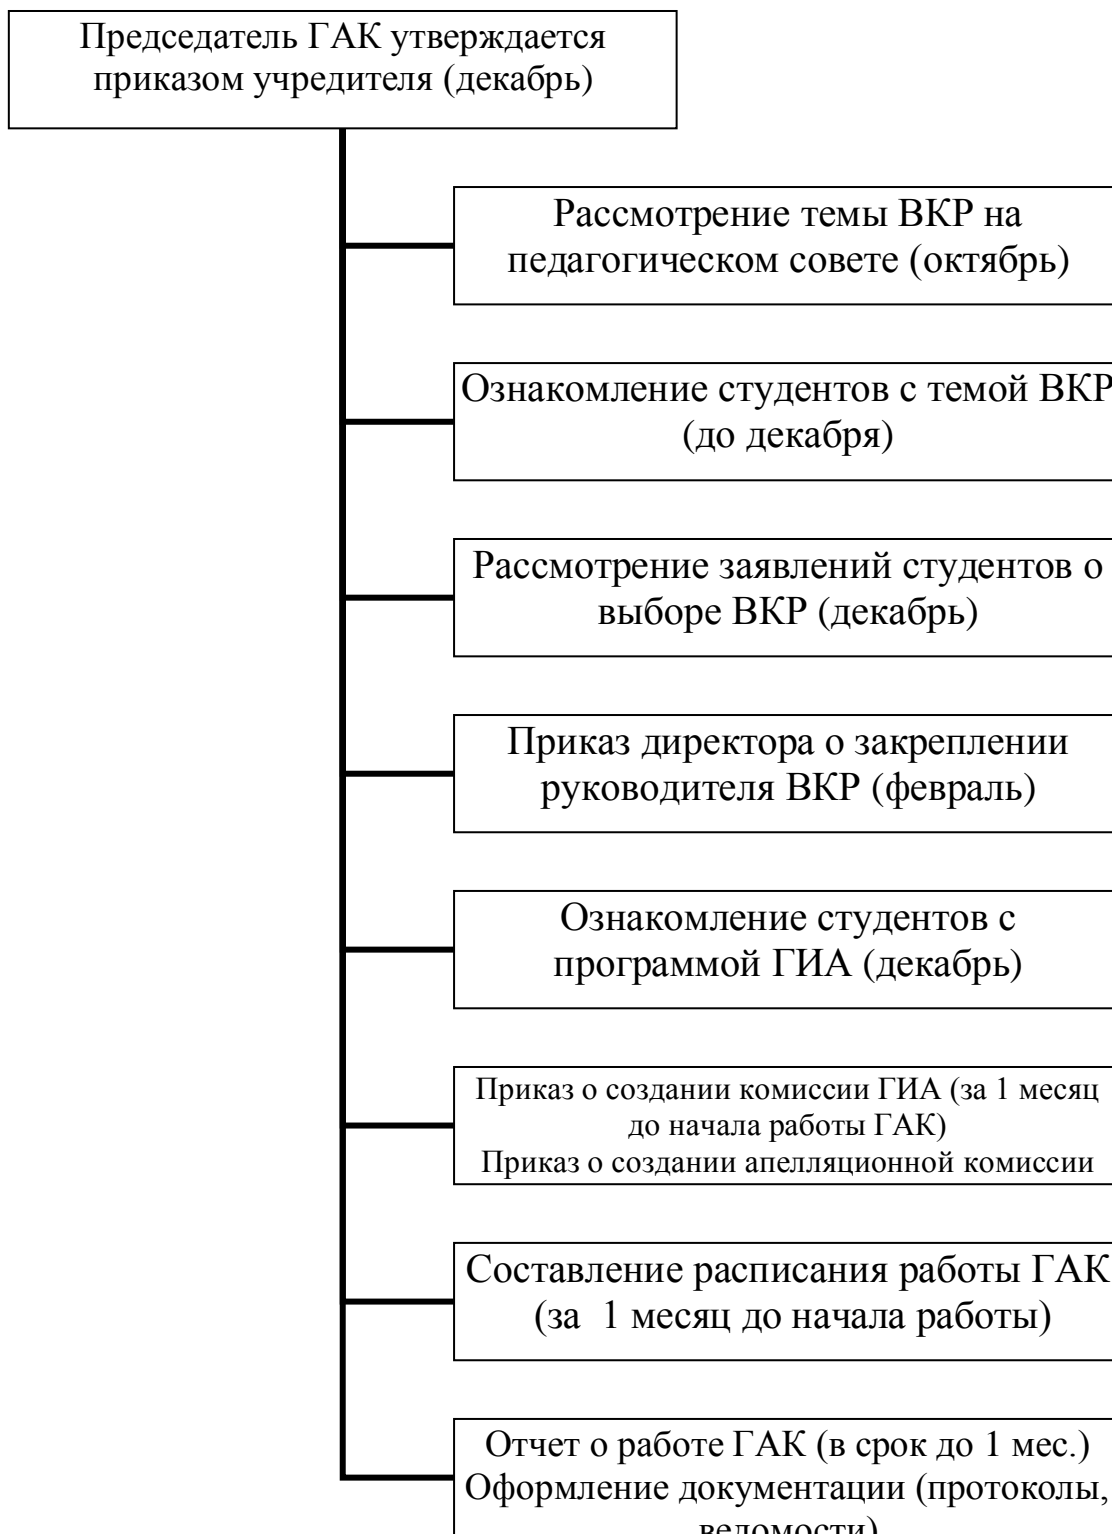 Председатель ГАК утверждается
приказом учредителя (декабрь)
Рассмотрение темы ВКР на
педагогическом совете (октябрь)
Ознакомление студентов с темой ВКР
(до декабря)
Рассмотрение заявлений студентов о
выборе ВКР (декабрь)
Приказ директора о закреплении
руководителя ВКР (февраль)
Ознакомление студентов с
программой ГИА (декабрь)
Приказ о создании комиссии ГИА (за 1 месяц
до начала работы ГАК)
Приказ о создании апелляционной комиссии
Составление расписания работы ГАК
(за  1 месяц до начала работы)
Отчет о работе ГАК (в срок до 1 мес.)
Оформление документации (протоколы,
ведомости)